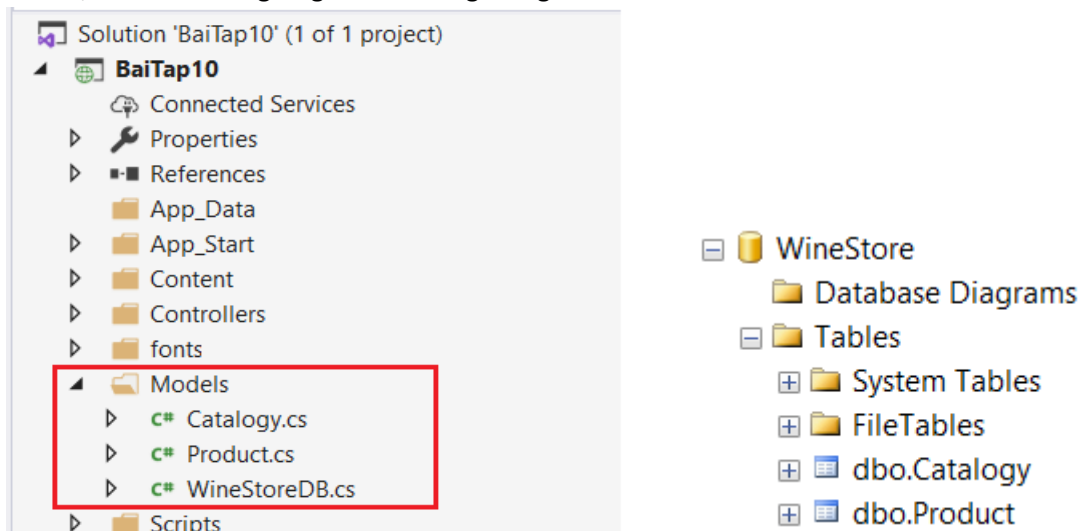 Solution 'BaiTap10' (1 of 1 project)
BaiTap10
Connected Services
Properties
References
App_Data
App_Start
Content
Controllers
fonts
Models
C# Catalogy.cs
C# Product.cs
C# WineStoreDB.cs
Scripts
WineStore
Database Diagrams
Tables
System Tables
FileTables
dbo.Catalogy
dbo.Product